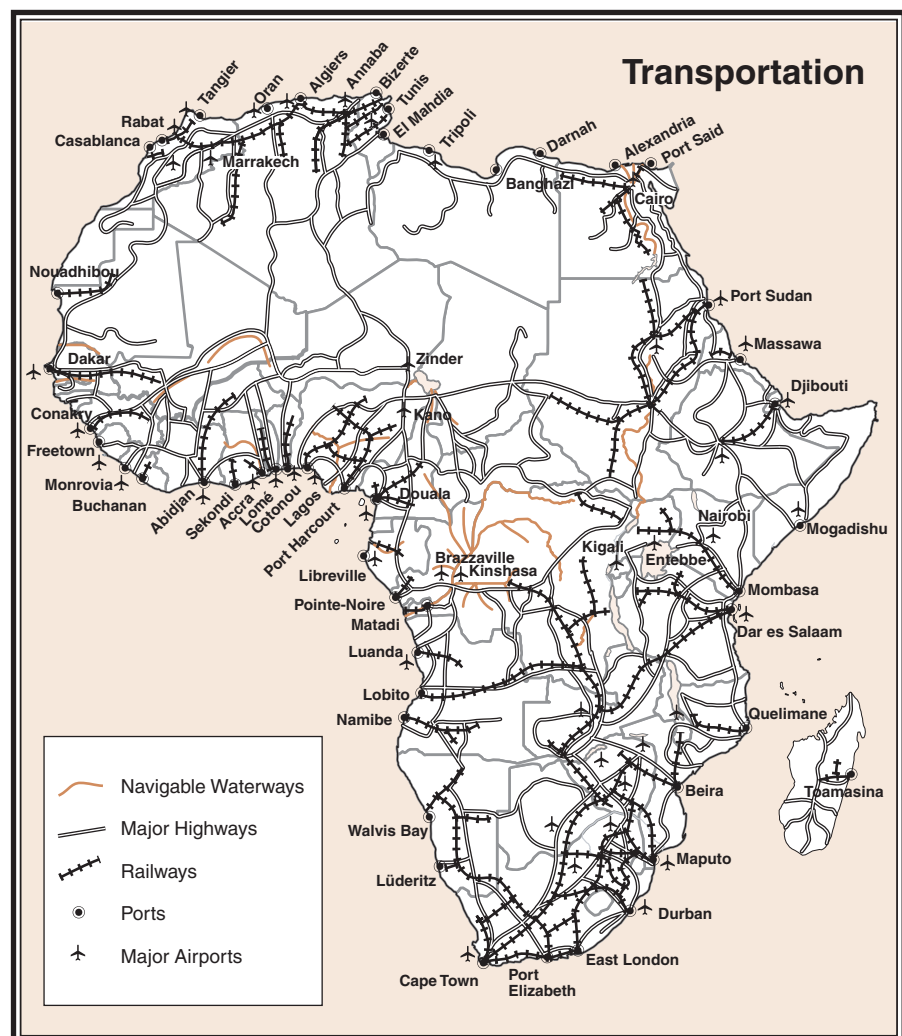 Transportation
Tangier
Oran
Algiers
Annaba
Bizerte
Tunis
El Mahdia
Tripoli
Darnah
Alexandria
Port Said
Rabat
Casablanca
Marrakech
Banghazi
Cairo
Nouadhibou
Port Sudan
Dakar
Zinder
Massawa
Djibouti
Conakry
Kano
Freetown
Monrovia
Buchanan
Abidjan
Sekondi
Accra
Lomé
Cotonou
Lagos
Port Harcourt
Douala
Nairobi
Mogadishu
Libreville
Brazzaville
Kinshasa
Kigali
Entebbe
Pointe-Noire
Mombasa
Matadi
Dar es Salaam
Luanda
Lobito
Namibe
Quelimane
Toamasina
Beira
Walvis Bay
Maputo
Lüderitz
Durban
East London
Cape Town
Port
Elizabeth
Navigable Waterways
Major Highways
Railways
Ports
Major Airports